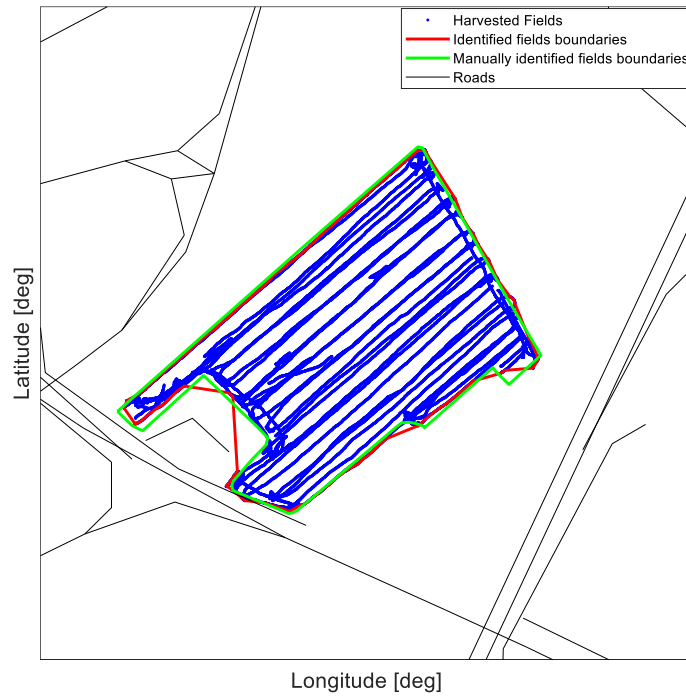 Harvested Fields
Identified fields boundaries
Manually identified fields boundaries
Roads
Latitude [deg]
Longitude [deg]